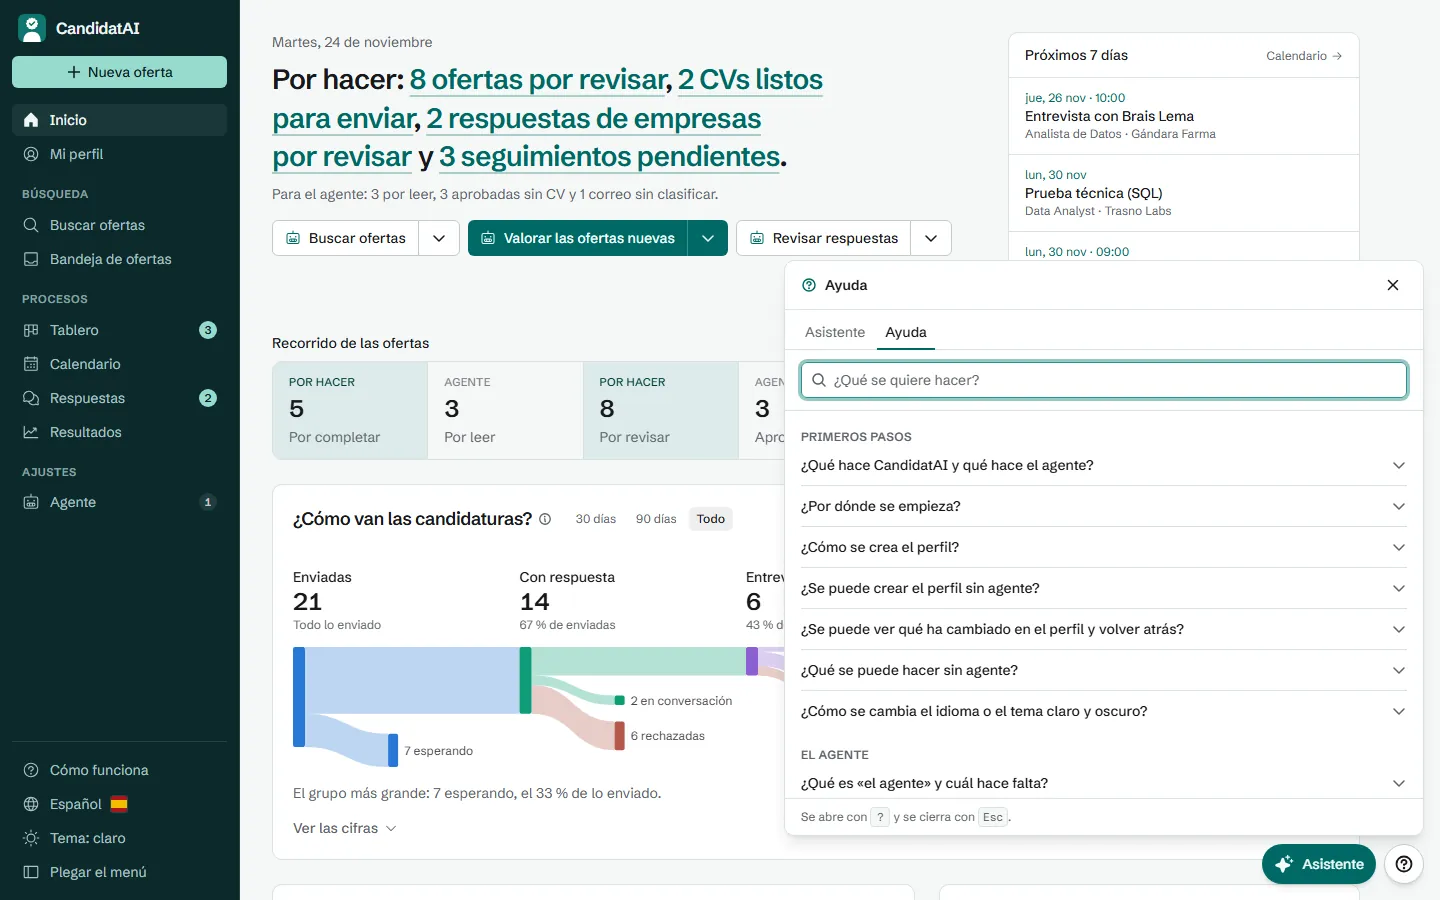 CandidatAI
Nueva oferta
Inicio
Mi perfil
BÚSQUEDA
Buscar ofertas
Bandeja de ofertas
PROCESOS
Tablero 3
Calendario
Respuestas 2
Resultados
AJUSTES
Agente 1
Cómo funciona
Español
Tema: claro
Plegar el menú
Martes, 24 de noviembre
Por hacer: 8 ofertas por revisar, 2 CVs listos
para enviar, 2 respuestas de empresas
por revisar y 3 seguimientos pendientes.
Para el agente: 3 por leer, 3 aprobadas sin CV y 1 correo sin clasificar.
Buscar ofertas
Valorar las ofertas nuevas
Revisar respuestas
Próximos 7 días
Calendario →
jue, 26 nov · 10:00
Entrevista con Brais Lema
Analista de Datos · Gándara Farma
lun, 30 nov
Prueba técnica (SQL)
Data Analyst · Trasno Labs
lun, 30 nov · 09:00
Recorrido de las ofertas
POR HACER
5
Por completar
AGENTE
3
Por leer
POR HACER
8
Por revisar
AGEN
3
Apro
¿Cómo van las candidaturas?
30 días
90 días
Todo
Enviadas
21
Todo lo enviado
Con respuesta
14
67 % de enviadas
Entrev
6
43 % d
7 esperando
2 en conversación
6 rechazadas
El grupo más grande: 7 esperando, el 33 % de lo enviado.
Ver las cifras
Ayuda
Asistente
Ayuda
¿Qué se quiere hacer?
PRIMEROS PASOS
¿Qué hace CandidatAI y qué hace el agente?
¿Por dónde se empieza?
¿Cómo se crea el perfil?
¿Se puede crear el perfil sin agente?
¿Se puede ver qué ha cambiado en el perfil y volver atrás?
¿Qué se puede hacer sin agente?
¿Cómo se cambia el idioma o el tema claro y oscuro?
EL AGENTE
¿Qué es «el agente» y cuál hace falta?
Se abre con ? y se cierra con Esc.
Asistente